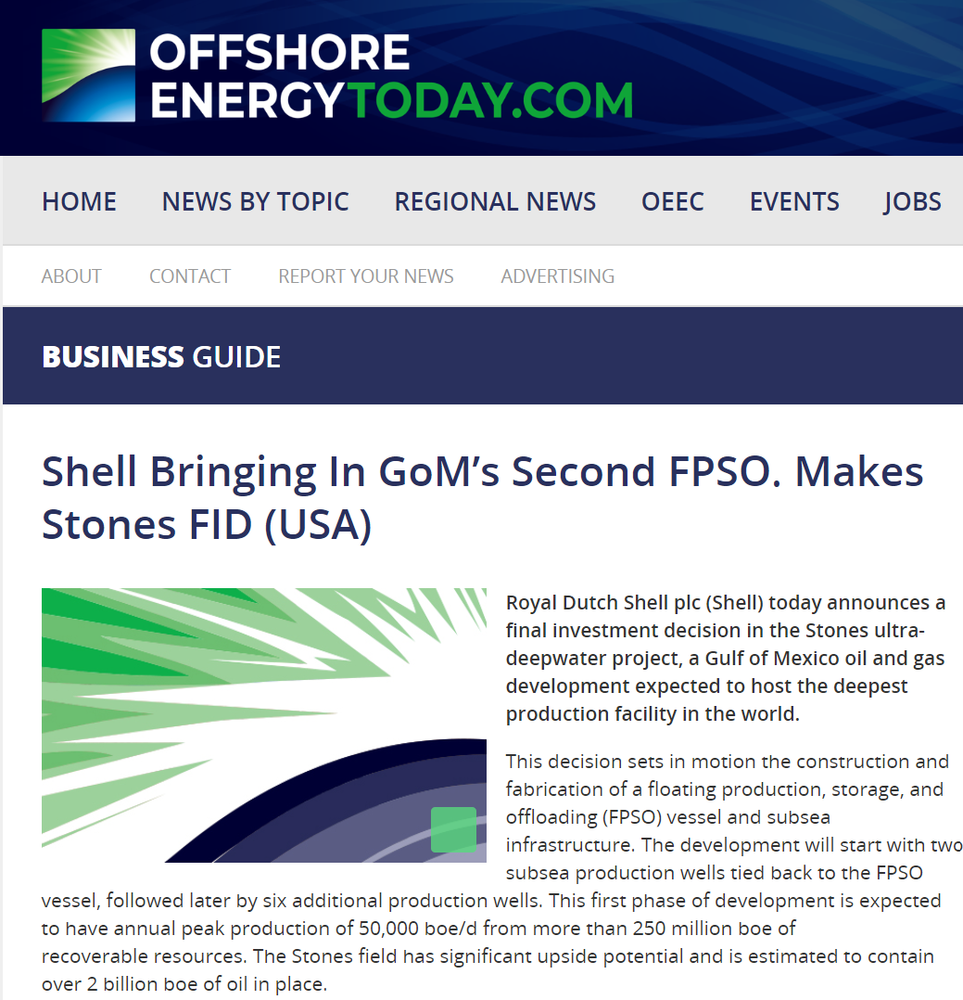 OFFSHORE
ENERGYTODAY.COM
HOME NEWS BY TOPIC REGIONAL NEWS OEEC EVENTS JOBS
ABOUT CONTACT REPORT YOUR NEWS ADVERTISING
BUSINESS GUIDE
Shell Bringing In GoM’s Second FPSO. Makes
Stones FID (USA)
Royal Dutch Shell plc (Shell) today announces a
final investment decision in the Stones ultra-
deepwater project, a Gulf of Mexico oil and gas
development expected to host the deepest
production facility in the world.
This decision sets in motion the construction and
fabrication of a floating production, storage, and
offloading (FPSO) vessel and subsea
infrastructure. The development will start with two
subsea production wells tied back to the FPSO
vessel, followed later by six additional production wells. This first phase of development is expected
to have annual peak production of 50,000 boe/d from more than 250 million boe of
recoverable resources. The Stones field has significant upside potential and is estimated to contain
over 2 billion boe of oil in place.